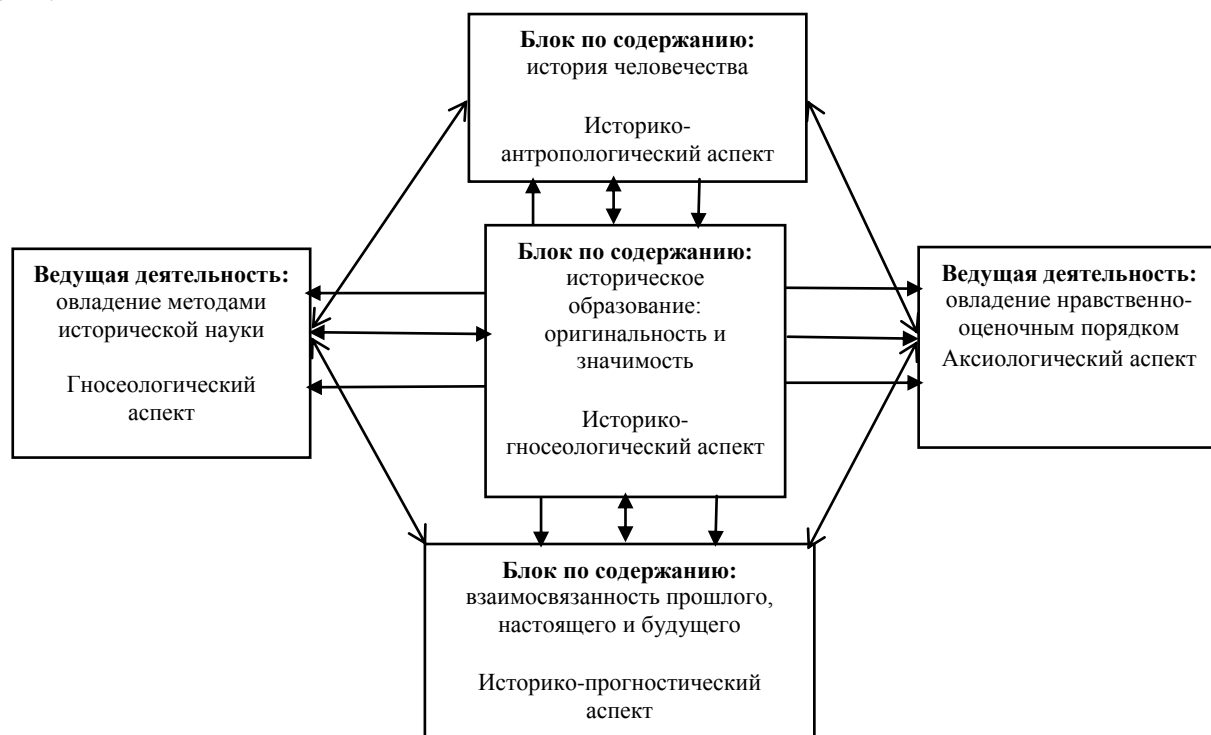 Блок по содержанию:
история человечества
Историко-
антропологический аспект
Ведущая деятельность:
овладение методами
исторической науки
Гносеологический
аспект
Блок по содержанию:
историческое
образование:
оригинальность и
значимость
Историко-
гносеологический аспект
Ведущая деятельность:
овладение нравственно-
оценочным порядком
Аксиологический аспект
Блок по содержанию:
взаимосвязанность прошлого,
настоящего и будущего
Историко-прогностический
аспект